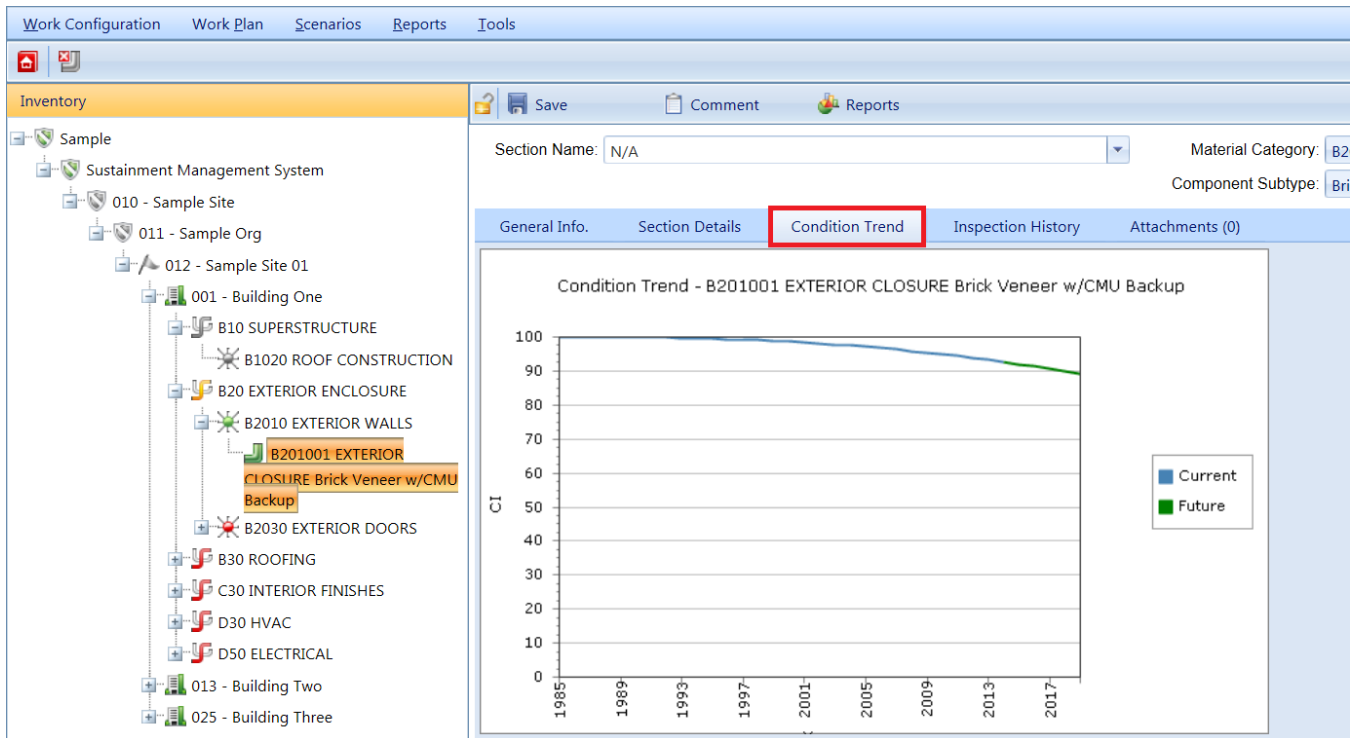 Work Configuration Work Plan Scenarios Reports Tools
Inventory
Save Comment Reports
Sample
Sustainment Management System
010 - Sample Site
011 - Sample Org
012 - Sample Site 01
001 - Building One
B10 SUPERSTRUCTURE
B1020 ROOF CONSTRUCTION
B20 EXTERIOR ENCLOSURE
B2010 EXTERIOR WALLS
B201001 EXTERIOR
CLOSURE Brick Veneer w/CMU
Backup
B2030 EXTERIOR DOORS
B30 ROOFING
C30 INTERIOR FINISHES
D30 HVAC
D50 ELECTRICAL
013 - Building Two
025 - Building Three
Section Name: N/A Material Category: B20
Component Subtype: Bri
General Info. Section Details Condition Trend Inspection History Attachments (0)
Condition Trend - B201001 EXTERIOR CLOSURE Brick Veneer w/CMU Backup
100
90
80
70
60
50
40
30
20
10
0
CI
1985 1989 1993 1997 2001 2005 2009 2013 2017
Current
Future